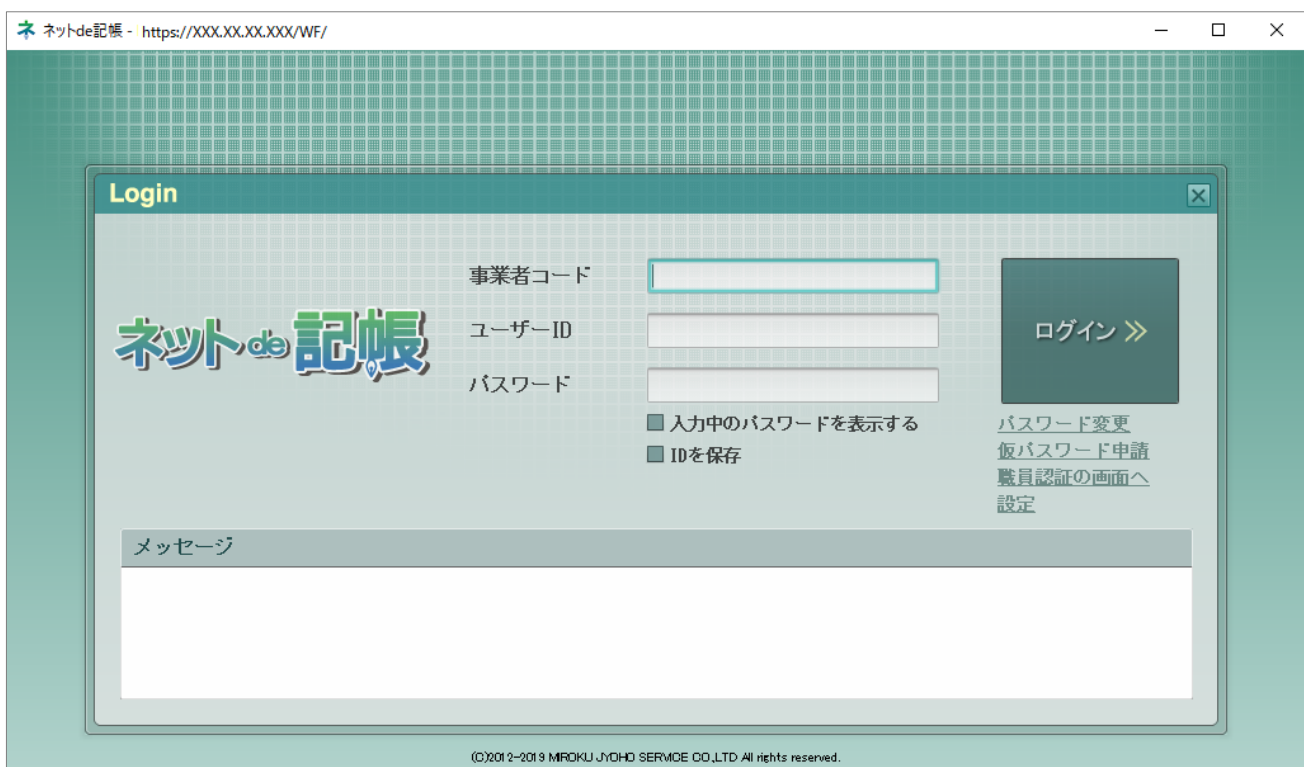 ネットde記帳 - https://XXX.XX.XX.XXX/WF/
Login
事業者コード
ネットde記帳
ユーザーID
ログイン
パスワード
入力中のパスワードを表示する
IDを保存
パスワード変更
仮パスワード申請
職員認証の画面へ
設定
メッセージ
(C)2012-2019 MIROKU JYOHO SERVICE CO.,LTD All rights reserved.